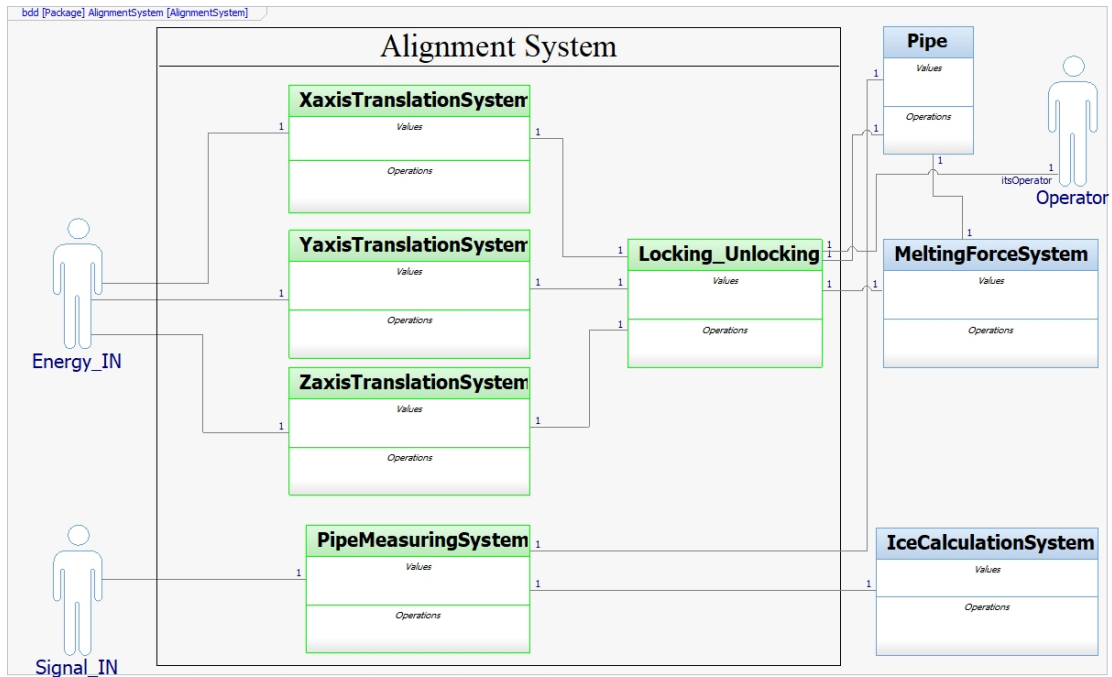 bdd [Package] AlignmentSystem [AlignmentSystem]
Alignment System
Pipe
Values
Operations
1
1
1
1
itsOperator
Operator
XaxisTranslationSystem
Values
Operations
1
1
YaxisTranslationSystem
Values
Operations
1
1
ZaxisTranslationSystem
Values
Operations
1
1
Energy_IN
Locking_Unlocking
Values
Operations
1
1
1
1
1
1
MeltingForceSystem
Values
Operations
1
1
PipeMeasuringSystem
Values
Operations
1
1
1
IceCalculationSystem
Values
Operations
1
Signal_IN